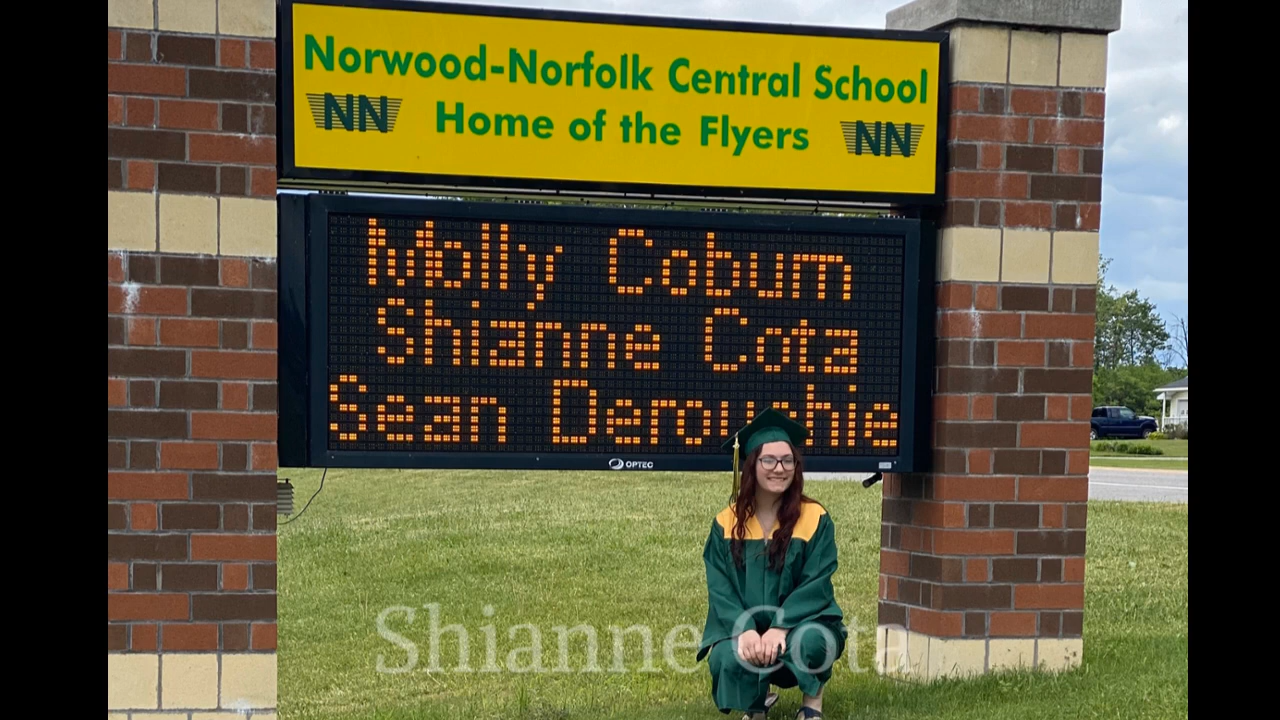 Norwood-Norfolk Central School
NN Home of the Flyers NN
Molly Coburn
Shianne Cota
Sean Derouchie
OPTEC
Shianne Cota